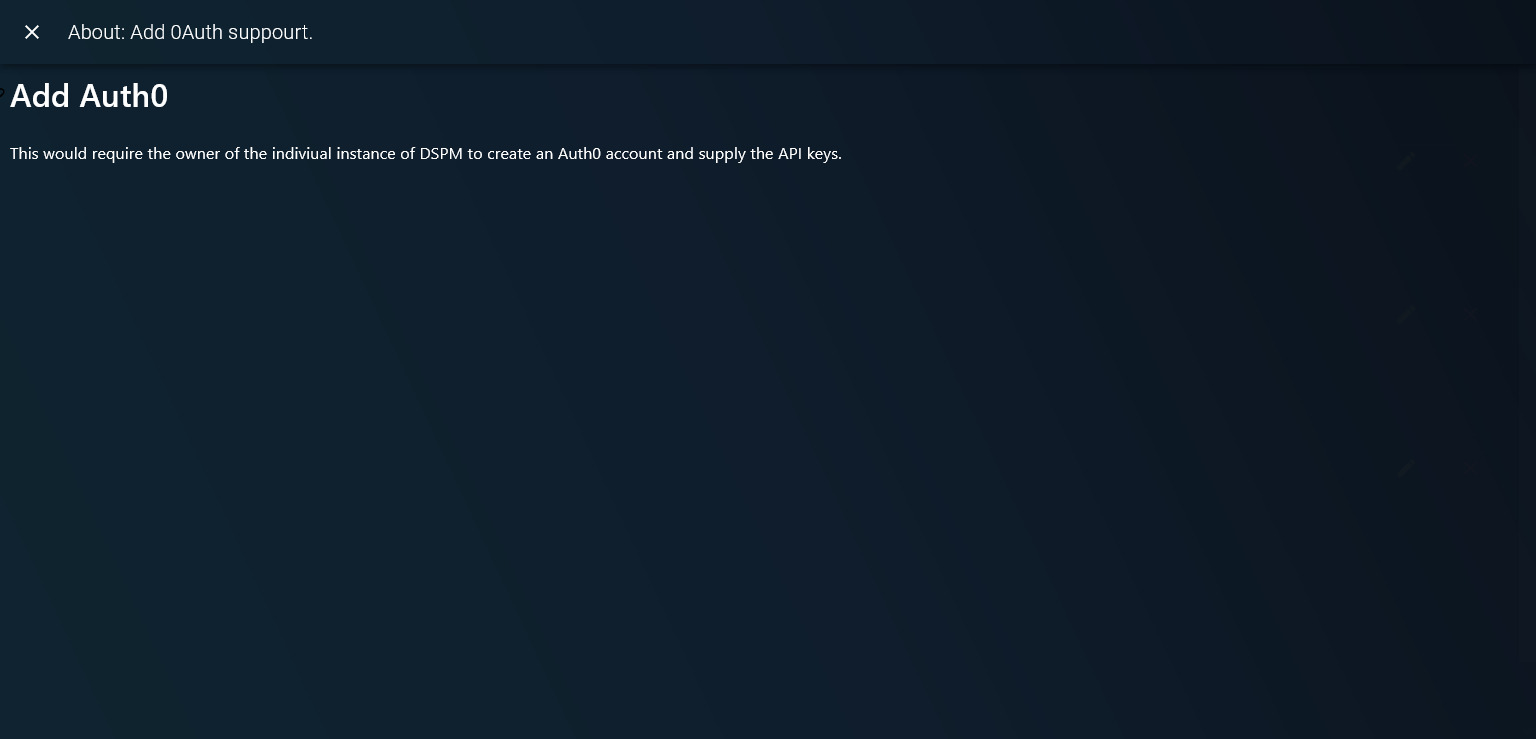 About: Add 0Auth suppourt.
Add Auth0
This would require the owner of the indiviual instance of DSPM to create an Auth0 account and supply the API keys.